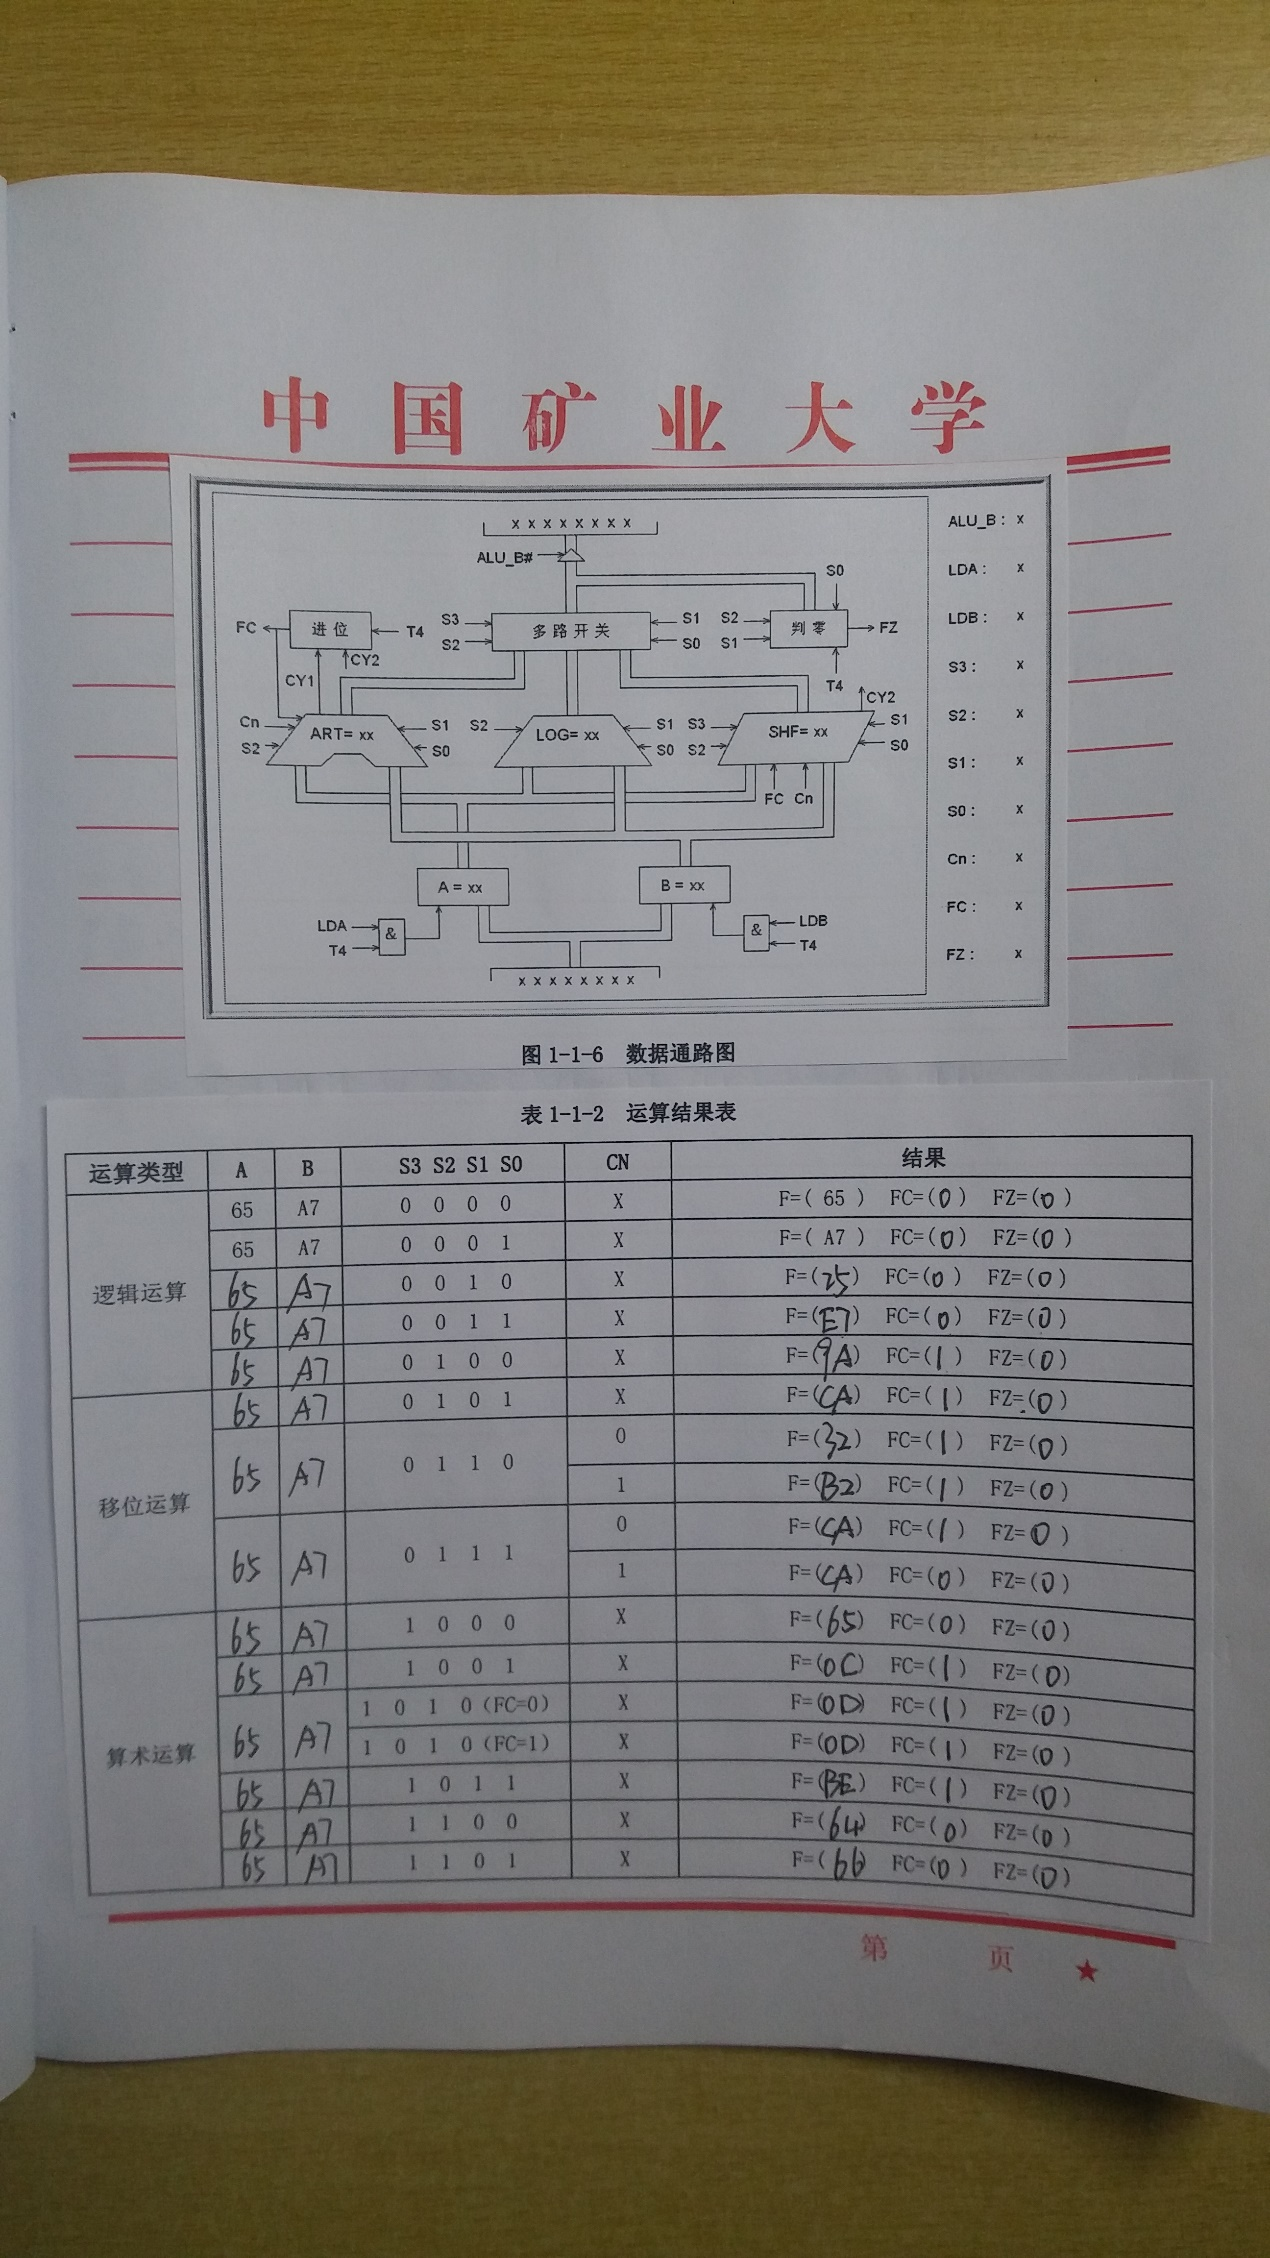 中国矿业大学
x x x x x x x x
ALU_B#
ALU_B: x
LDA: x
LDB: x
S3: x
S2: x
S1: x
S0: x
Cn: x
FC: x
FZ: x
S0
FC 进位 T4 S3 S2 多路开关 S1 S0 S2 S1 判零 FZ
CY1 CY2 T4 CY2
Cn S2 ART= xx S1 S0 S2 LOG= xx S1 S0 S3 S2 SHF= xx S1 S0
FC Cn
A = xx B = xx
LDA T4 & & LDB T4
x x x x x x x x
图 1-1-6 数据通路图
表 1-1-2 运算结果表
运算类型 A B S3 S2 S1 S0 CN 结果
逻辑运算 65 A7 0 0 0 0 X F=( 65 ) FC=(0) FZ=(0)
65 A7 0 0 0 1 X F=( A7 ) FC=(0) FZ=(0)
65 A7 0 0 1 0 X F=(25) FC=(0) FZ=(0)
65 A7 0 0 1 1 X F=(E7) FC=(0) FZ=(0)
65 A7 0 1 0 0 X F=(9A) FC=(1) FZ=(0)
移位运算 65 A7 0 1 0 1 X F=(CA) FC=(1) FZ=(0)
65 A7 0 1 1 0 0 F=(32) FC=(1) FZ=(0)
1 F=(B2) FC=(1) FZ=(0)
65 A7 0 1 1 1 0 F=(CA) FC=(1) FZ=(0)
1 F=(CA) FC=(0) FZ=(0)
算术运算 65 A7 1 0 0 0 X F=(65) FC=(0) FZ=(0)
65 A7 1 0 0 1 X F=(0C) FC=(1) FZ=(0)
65 A7 1 0 1 0 (FC=0) X F=(0D) FC=(1) FZ=(0)
1 0 1 0 (FC=1) X F=(0D) FC=(1) FZ=(0)
65 A7 1 0 1 1 X F=(BE) FC=(1) FZ=(0)
65 A7 1 1 0 0 X F=(64) FC=(0) FZ=(0)
65 A7 1 1 0 1 X F=(66) FC=(0) FZ=(0)
第 页